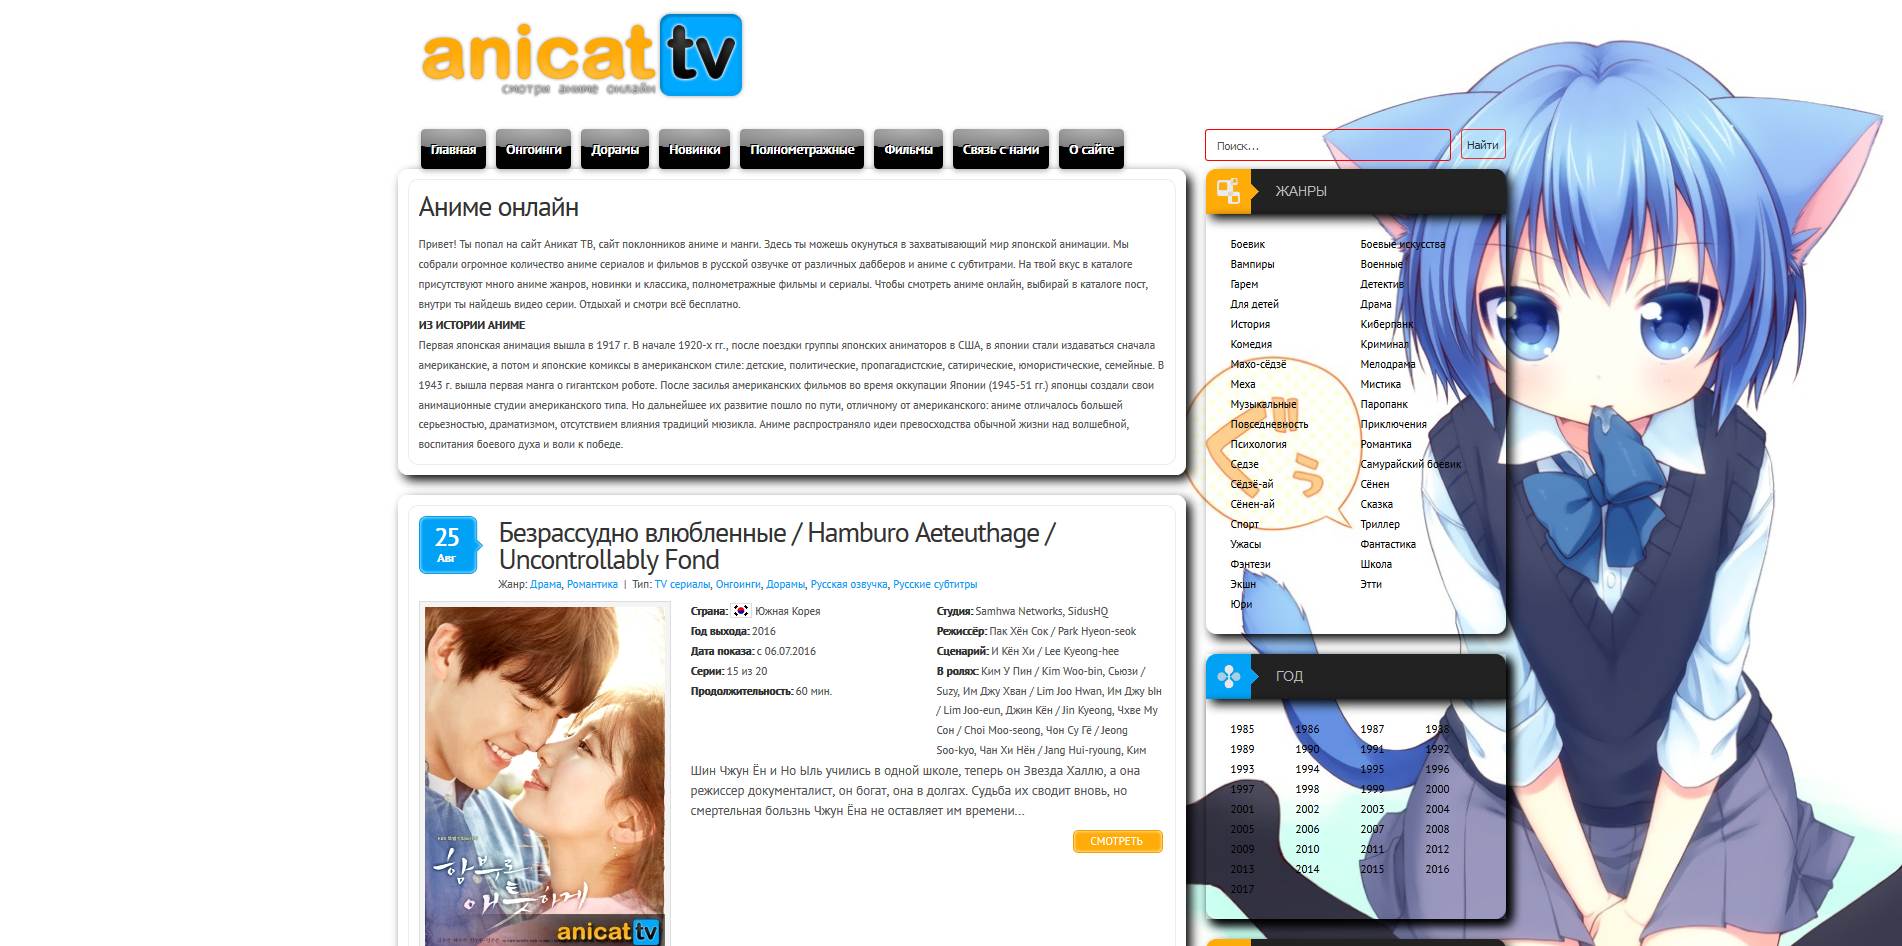 anicat tv
смотри аниме онлайн
Главная Онгоинги Дорамы Новинки Полнометражные Фильмы Связь с нами О сайте
Поиск... Найти
Аниме онлайн
Привет! Ты попал на сайт Аникат ТВ, сайт поклонников аниме и манги. Здесь ты можешь окунуться в захватывающий мир японской анимации. Мы
собрали огромное количество аниме сериалов и фильмов в русской озвучке от различных дабберов и аниме с субтитрами. На твой вкус в каталоге
присутствуют много аниме жанров, новинки и классика, полнометражные фильмы и сериалы. Чтобы смотреть аниме онлайн, выбирай в каталоге пост,
внутри ты найдешь видео серии. Отдыхай и смотри всё бесплатно.
ИЗ ИСТОРИИ АНИМЕ
Первая японская анимация вышла в 1917 г. В начале 1920-х гг., после поездки группы японских аниматоров в США, в японии стали издаваться сначала
американские, а потом и японские комиксы в американском стиле: детские, политические, пропагадистские, сатирические, юмористические, семейные. В
1943 г. вышла первая манга о гигантском роботе. После засилья американских фильмов во время оккупации Японии (1945-51 гг.) японцы создали свои
анимационные студии американского типа. Но дальнейшее их развитие пошло по пути, отличному от американского: аниме отличалось большей
серьезностью, драматизмом, отсутствием влияния традиций мюзикла. Аниме распространяло идеи превосходства обычной жизни над волшебной,
воспитания боевого духа и воли к победе.
25
Авг
Безрассудно влюбленные / Hamburo Aeteuthage /
Uncontrollably Fond
Жанр: Драма, Романтика | Тип: TV сериалы, Онгоинги, Дорамы, Русская озвучка, Русские субтитры
함부로
애틋하게
anicat tv
Страна: Южная Корея
Год выхода: 2016
Дата показа: с 06.07.2016
Серии: 15 из 20
Продолжительность: 60 мин.
Студия: Samhwa Networks, SidusHQ
Режиссёр: Пак Хён Сок / Park Hyeon-seok
Сценарий: И Кён Хи / Lee Kyeong-hee
В ролях: Ким У Пин / Kim Woo-bin, Сьюзи /
Suzy, Им Джу Хван / Lim Joo Hwan, Им Джу Ын
/ Lim Joo-eun, Джин Кён / Jin Kyeong, Чхве Му
Сон / Choi Moo-seong, Чон Су Гё / Jeong
Soo-kyo, Чан Хи Нён / Jang Hui-ryoung, Ким
Шин Чжун Ён и Но Ыль учились в одной школе, теперь он Звезда Халлю, а она
режиссер документалист, он богат, она в долгах. Судьба их сводит вновь, но
смертельная больэнь Чжун Ёна не оставляет им времени...
СМОТРЕТЬ
ЖАНРЫ
Боевик Боевые искусства
Вампиры Военные
Гарем Детектив
Для детей Драма
История Киберпанк
Комедия Криминал
Махо-сёдзё Мелодрама
Меха Мистика
Музыкальные Паропанк
Повседневность Приключения
Психология Романтика
Седзе Самурайский боевик
Сёдзё-ай Сёнен
Сёнен-ай Сказка
Спорт Триллер
Ужасы Фантастика
Фэнтези Школа
Экшн Этти
Юри
ぐぅ
ГОД
1985 1986 1987 1988
1989 1990 1991 1992
1993 1994 1995 1996
1997 1998 1999 2000
2001 2002 2003 2004
2005 2006 2007 2008
2009 2010 2011 2012
2013 2014 2015 2016
2017